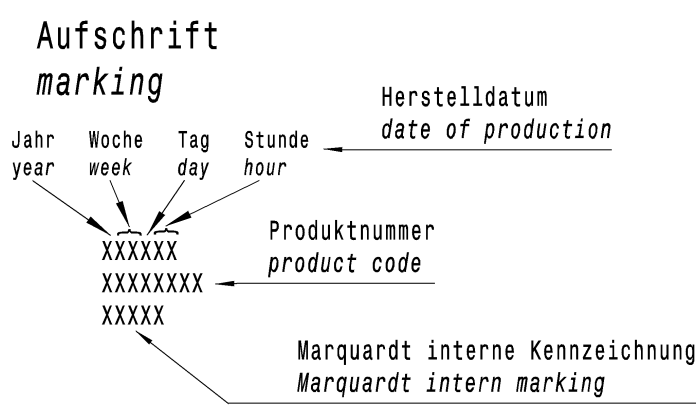 Aufschrift
marking
Herstelldatum
date of production
Jahr Woche Tag Stunde
year week day hour
XXXXXX
Produktnummer
product code
XXXXXXXX
XXXXX
Marquardt interne Kennzeichnung
Marquardt intern marking